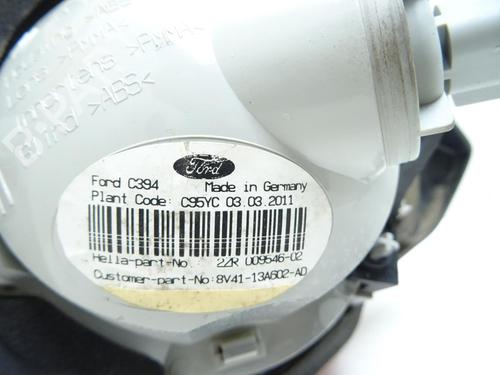 >PMMA<
>ABS<
Ford
Ford C394 Made in Germany
Plant Code: C95YC 03.03.2011
Hella-part-No 2ZR 009546-02
Customer-part-No: 8V41-13A602-AD